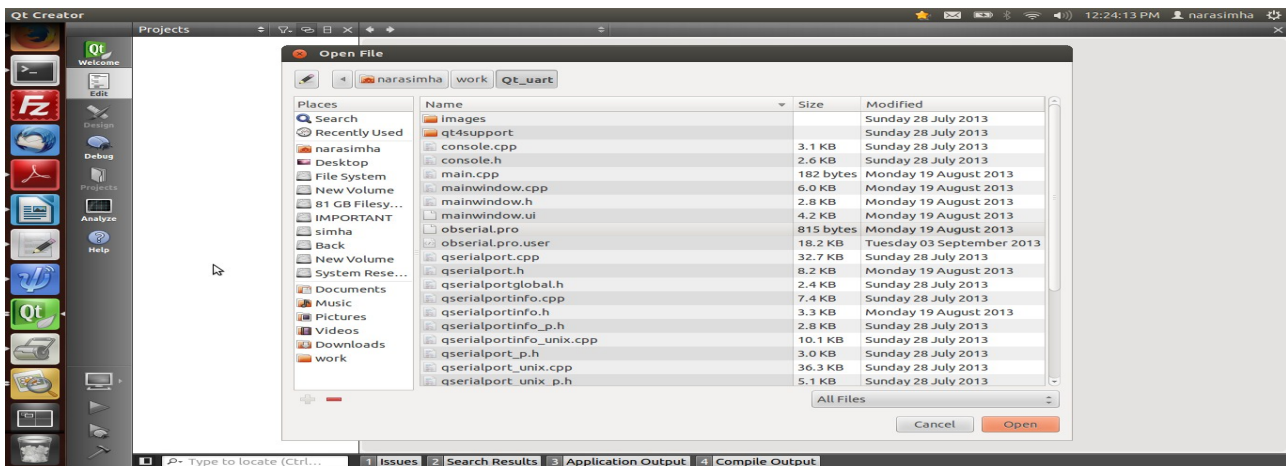 Qt Creator
12:24:13 PM narasimha
Projects
Qt
Welcome
Edit
Design
Debug
Projects
Analyze
Help
Open File
narasimha work Qt_uart
Places
Search
Recently Used
narasimha
Desktop
File System
New Volume
81 GB Filesy...
IMPORTANT
simha
Back
New Volume
System Rese...
Documents
Music
Pictures
Videos
Downloads
work
Name Size Modified
images Sunday 28 July 2013
qt4support Sunday 28 July 2013
console.cpp 3.1 KB Sunday 28 July 2013
console.h 2.6 KB Sunday 28 July 2013
main.cpp 182 bytes Monday 19 August 2013
mainwindow.cpp 6.0 KB Monday 19 August 2013
mainwindow.h 2.8 KB Monday 19 August 2013
mainwindow.ui 4.2 KB Monday 19 August 2013
obserial.pro 815 bytes Monday 19 August 2013
obserial.pro.user 18.2 KB Tuesday 03 September 2013
qserialport.cpp 32.7 KB Sunday 28 July 2013
qserialport.h 8.2 KB Monday 19 August 2013
qserialportglobal.h 2.4 KB Sunday 28 July 2013
qserialportinfo.cpp 7.4 KB Sunday 28 July 2013
qserialportinfo.h 3.3 KB Monday 19 August 2013
qserialportinfo_p.h 2.8 KB Sunday 28 July 2013
qserialportinfo_unix.cpp 10.1 KB Sunday 28 July 2013
qserialport_p.h 3.0 KB Sunday 28 July 2013
qserialport_unix.cpp 36.3 KB Sunday 28 July 2013
qserialport_unix_p.h 5.1 KB Sunday 28 July 2013
All Files
Cancel Open
Type to locate (Ctrl... 1 Issues 2 Search Results 3 Application Output 4 Compile Output
Fz
Qt